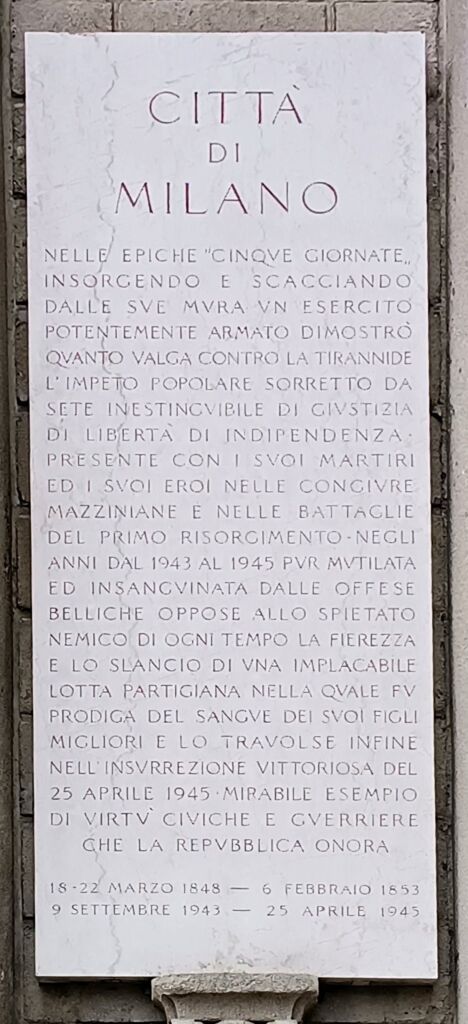 CITTÀ
DI
MILANO
NELLE EPICHE "CINQVE GIORNATE„
INSORGENDO E SCACCIANDO
DALLE SVE MVRA VN ESERCITO
POTENTEMENTE ARMATO DIMOSTRÒ
QVANTO VALGA CONTRO LA TIRANNIDE
L'IMPETO POPOLARE SORRETTO DA
SETE INESTINGVIBILE DI GIVSTIZIA
DI LIBERTÀ DI INDIPENDENZA·
PRESENTE CON I SVOI MARTIRI
ED I SVOI EROI NELLE CONGIVRE
MAZZINIANE E NELLE BATTAGLIE
DEL PRIMO RISORGIMENTO·NEGLI
ANNI DAL 1943 AL 1945 PVR MVTILATA
ED INSANGVINATA DALLE OFFESE
BELLICHE OPPOSE ALLO SPIETATO
NEMICO DI OGNI TEMPO LA FIEREZZA
E LO SLANCIO DI VNA IMPLACABILE
LOTTA PARTIGIANA NELLA QVALE FV
PRODIGA DEL SANGVE DEI SVOI FIGLI
MIGLIORI E LO TRAVOLSE INFINE
NELL'INSVRREZIONE VITTORIOSA DEL
25 APRILE 1945·MIRABILE ESEMPIO
DI VIRTV' CIVICHE E GVERRIERE
CHE LA REPVBBLICA ONORA
18-22 MARZO 1848 — 6 FEBBRAIO 1853
9 SETTEMBRE 1943 — 25 APRILE 1945